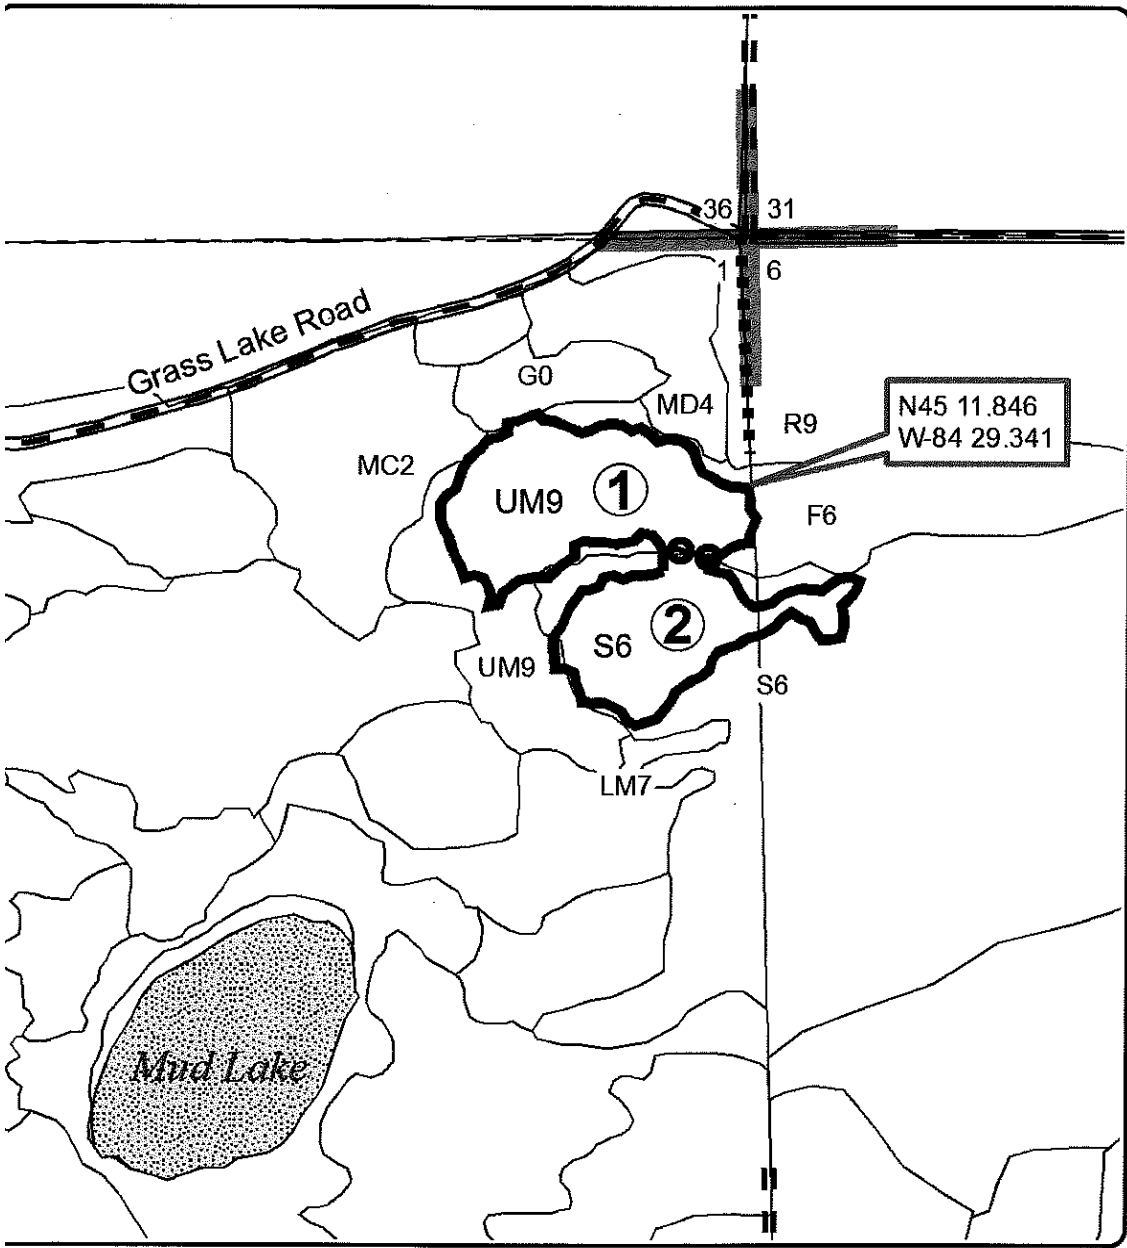 36 31
1 6
Grass Lake Road
G0
MD4
N45 11.846
W-84 29.341
R9
MC2
UM9 1
F6
S6 2
UM9
S6
LM7
Mud Lake